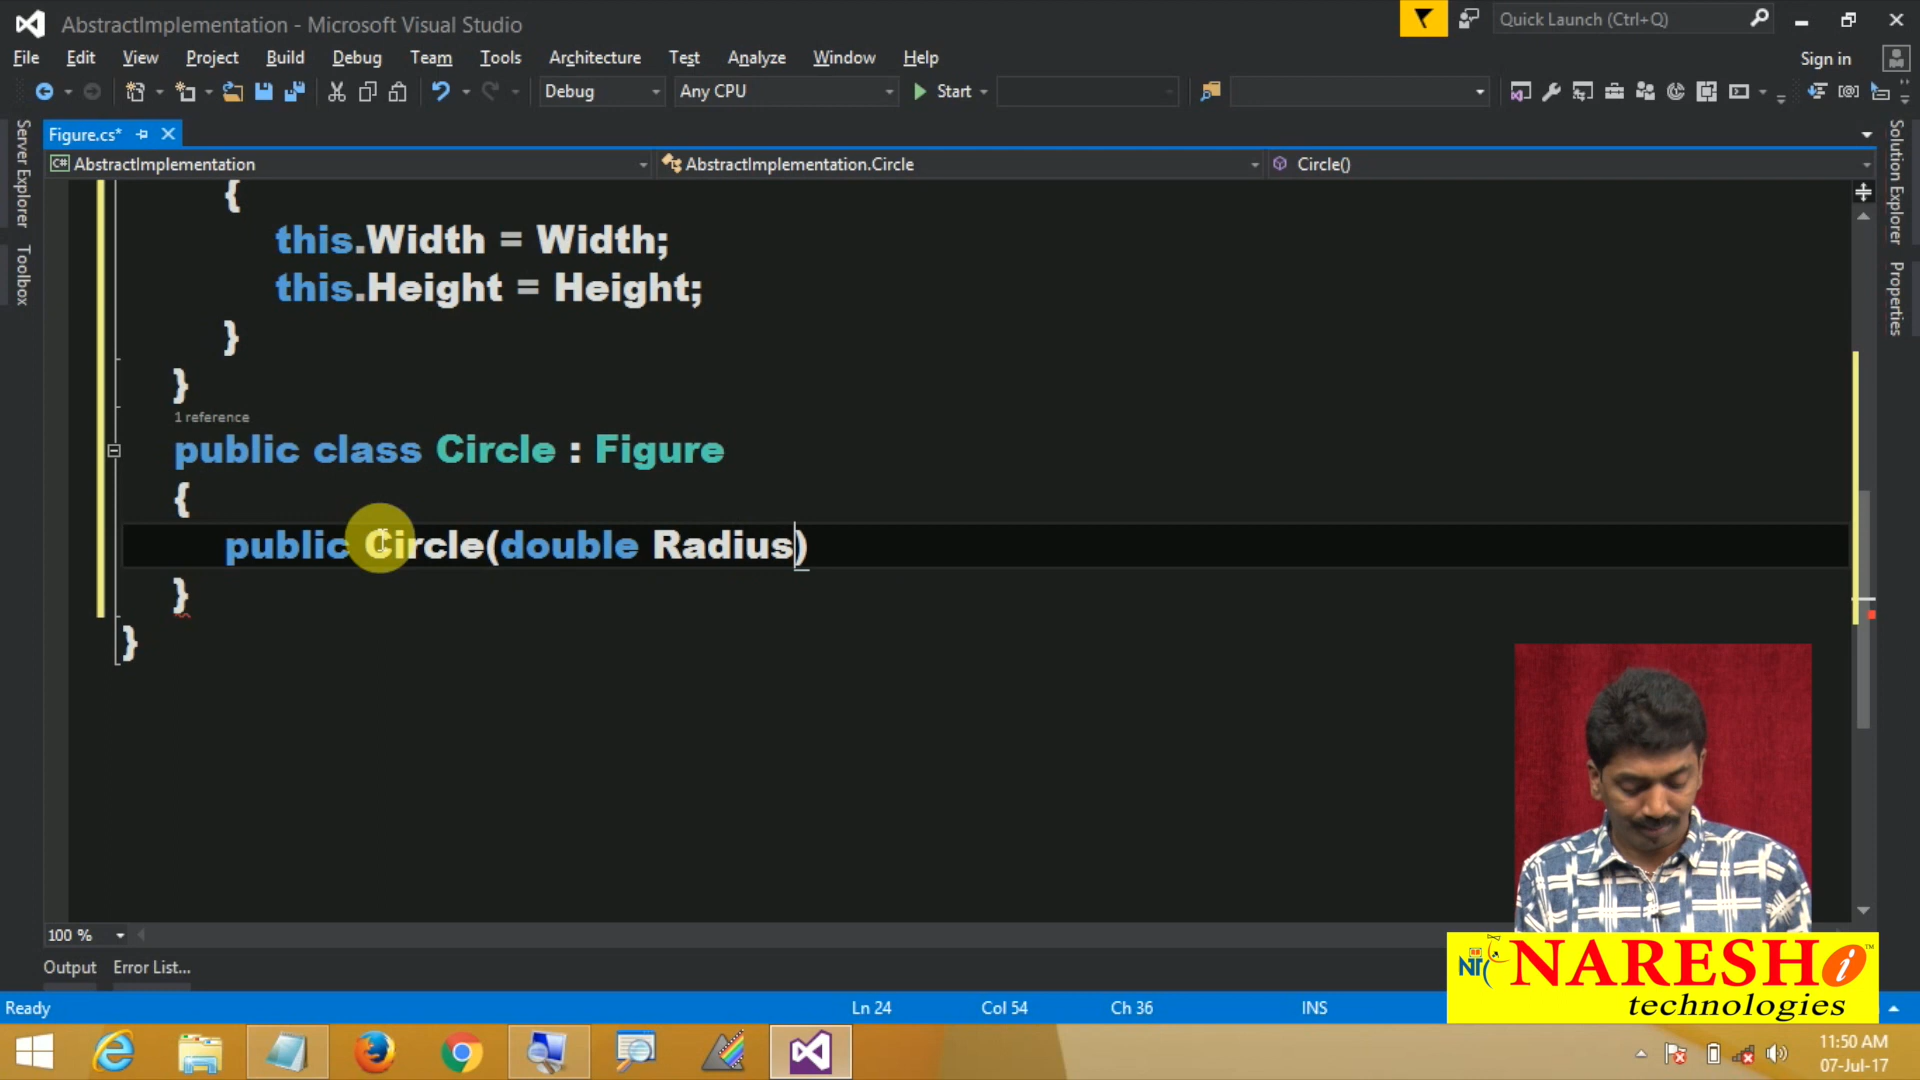 AbstractImplementation - Microsoft Visual Studio
Quick Launch (Ctrl+Q)
File Edit View Project Build Debug Team Tools Architecture Test Analyze Window Help
Sign in
Debug Any CPU Start
Figure.cs*
AbstractImplementation AbstractImplementation.Circle Circle()
Server Explorer
Toolbox
Solution Explorer
Properties
{
this.Width = Width;
this.Height = Height;
}
}
1 reference
public class Circle : Figure
{
public Circle(double Radius)
}
}
100 %
Output Error List...
Ready Ln 24 Col 54 Ch 36 INS
NARESH i
technologies
11:50 AM
07-Jul-17